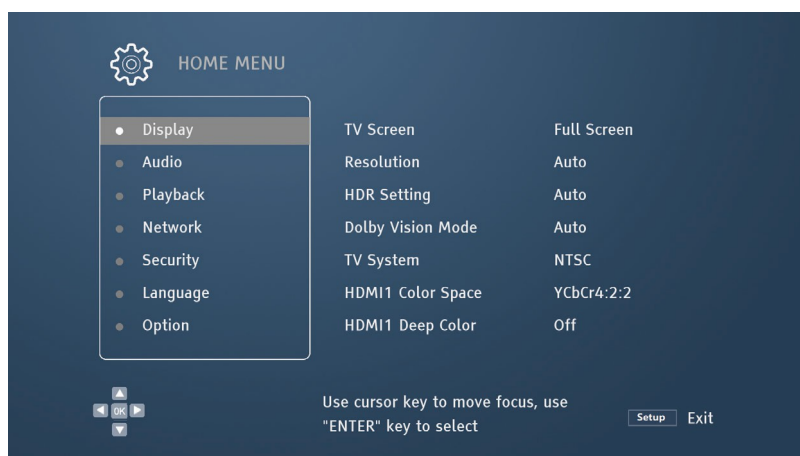 HOME MENU
Display
Audio
Playback
Network
Security
Language
Option
TV Screen Full Screen
Resolution Auto
HDR Setting Auto
Dolby Vision Mode Auto
TV System NTSC
HDMI1 Color Space YCbCr4:2:2
HDMI1 Deep Color Off
OK
Use cursor key to move focus, use
"ENTER" key to select
Setup Exit